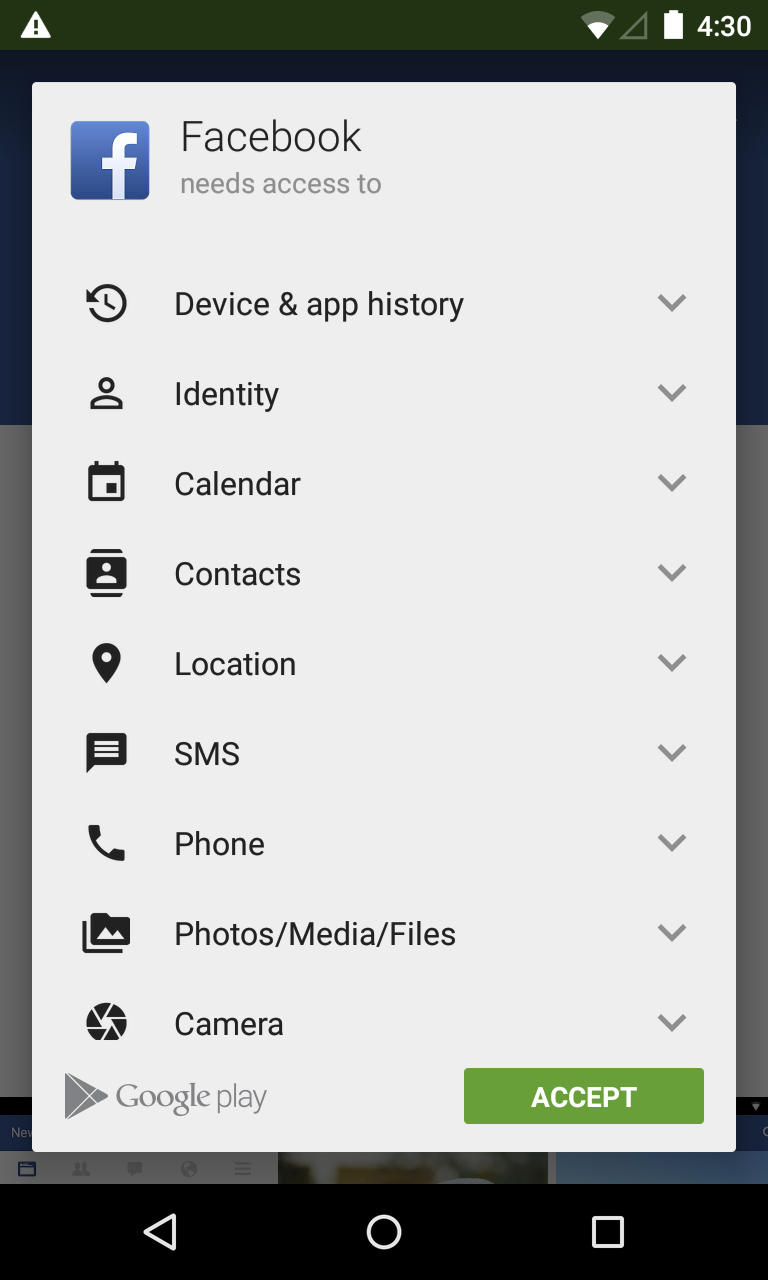 4:30
Facebook
needs access to
Device & app history
Identity
Calendar
Contacts
Location
SMS
Phone
Photos/Media/Files
Camera
Google play
ACCEPT